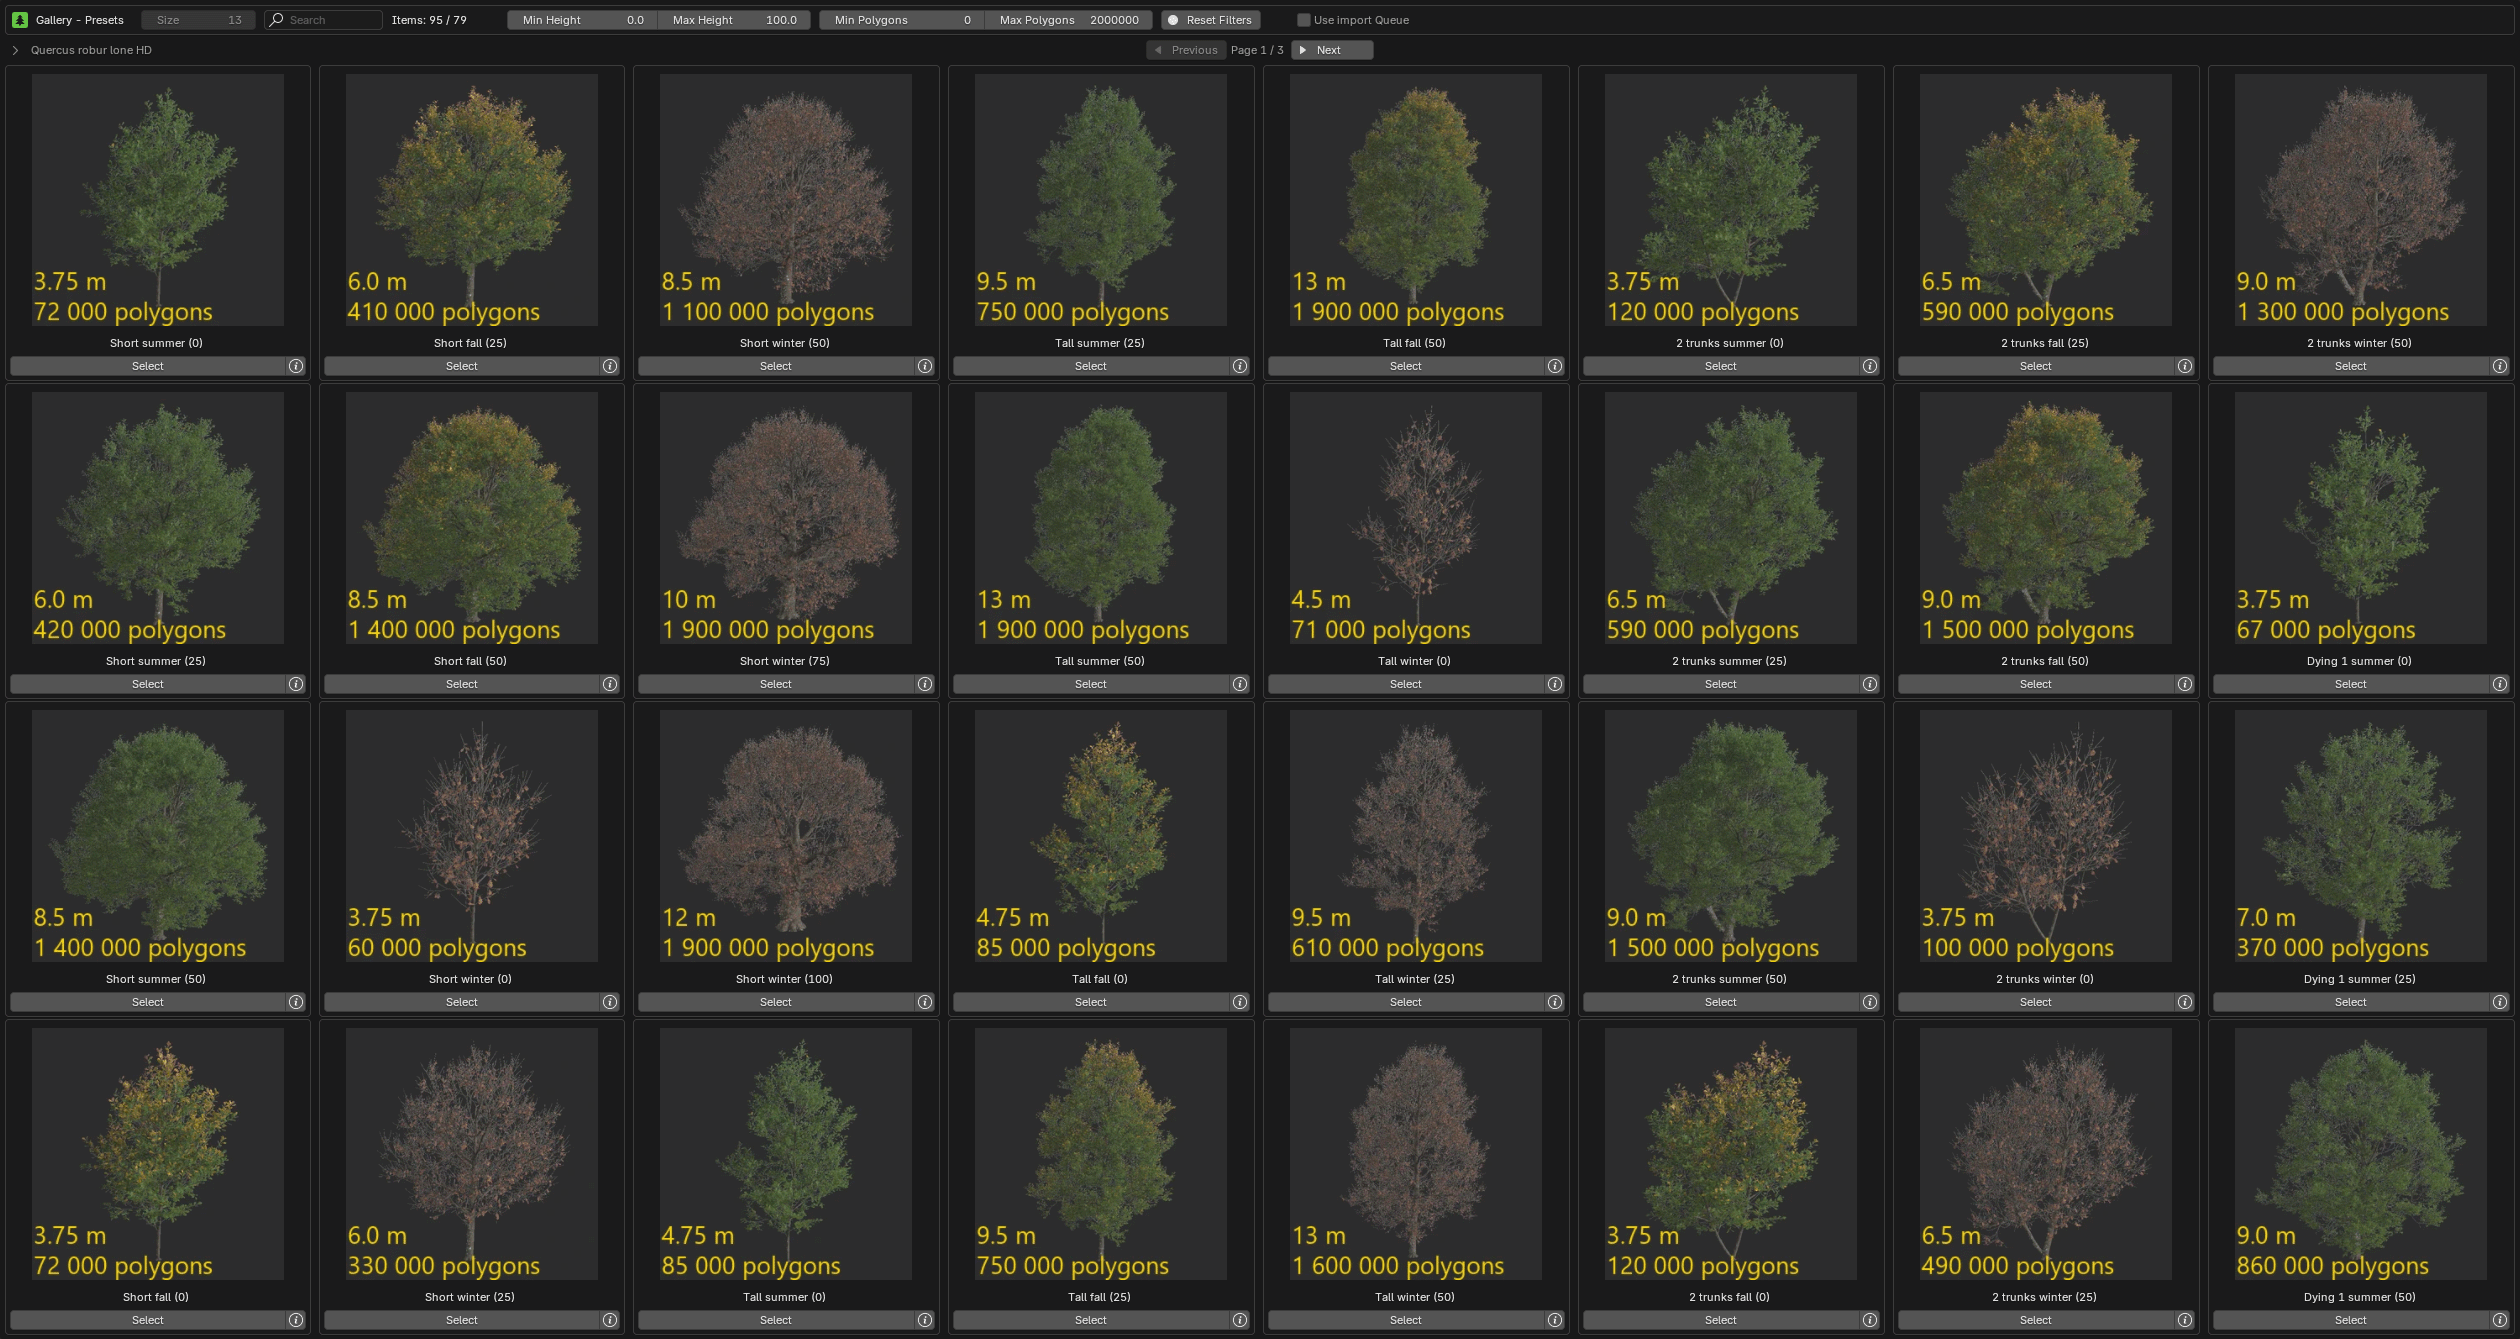 Gallery - Presets Size 13 Search Items: 95 / 79 Min Height 0.0 Max Height 100.0 Min Polygons 0 Max Polygons 2000000 Reset Filters Use import Queue
Quercus robur lone HD Previous Page 1 / 3 Next
3.75 m 6.0 m 8.5 m 9.5 m 13 m 3.75 m 6.5 m 9.0 m
72 000 polygons 410 000 polygons 1 100 000 polygons 750 000 polygons 1 900 000 polygons 120 000 polygons 590 000 polygons 1 300 000 polygons
Short summer (0) Short fall (25) Short winter (50) Tall summer (25) Tall fall (50) 2 trunks summer (0) 2 trunks fall (25) 2 trunks winter (50)
Select Select Select Select Select Select Select Select
6.0 m 8.5 m 10 m 13 m 4.5 m 6.5 m 9.0 m 3.75 m
420 000 polygons 1 400 000 polygons 1 900 000 polygons 1 900 000 polygons 71 000 polygons 590 000 polygons 1 500 000 polygons 67 000 polygons
Short summer (25) Short fall (50) Short winter (75) Tall summer (50) Tall winter (0) 2 trunks summer (25) 2 trunks fall (50) Dying 1 summer (0)
Select Select Select Select Select Select Select Select
8.5 m 3.75 m 12 m 4.75 m 9.5 m 9.0 m 3.75 m 7.0 m
1 400 000 polygons 60 000 polygons 1 900 000 polygons 85 000 polygons 610 000 polygons 1 500 000 polygons 100 000 polygons 370 000 polygons
Short summer (50) Short winter (0) Short winter (100) Tall fall (0) Tall winter (25) 2 trunks summer (50) 2 trunks winter (0) Dying 1 summer (25)
Select Select Select Select Select Select Select Select
3.75 m 6.0 m 4.75 m 9.5 m 13 m 3.75 m 6.5 m 9.0 m
72 000 polygons 330 000 polygons 85 000 polygons 750 000 polygons 1 600 000 polygons 120 000 polygons 490 000 polygons 860 000 polygons
Short fall (0) Short winter (25) Tall summer (0) Tall fall (25) Tall winter (50) 2 trunks fall (0) 2 trunks winter (25) Dying 1 summer (50)
Select Select Select Select Select Select Select Select